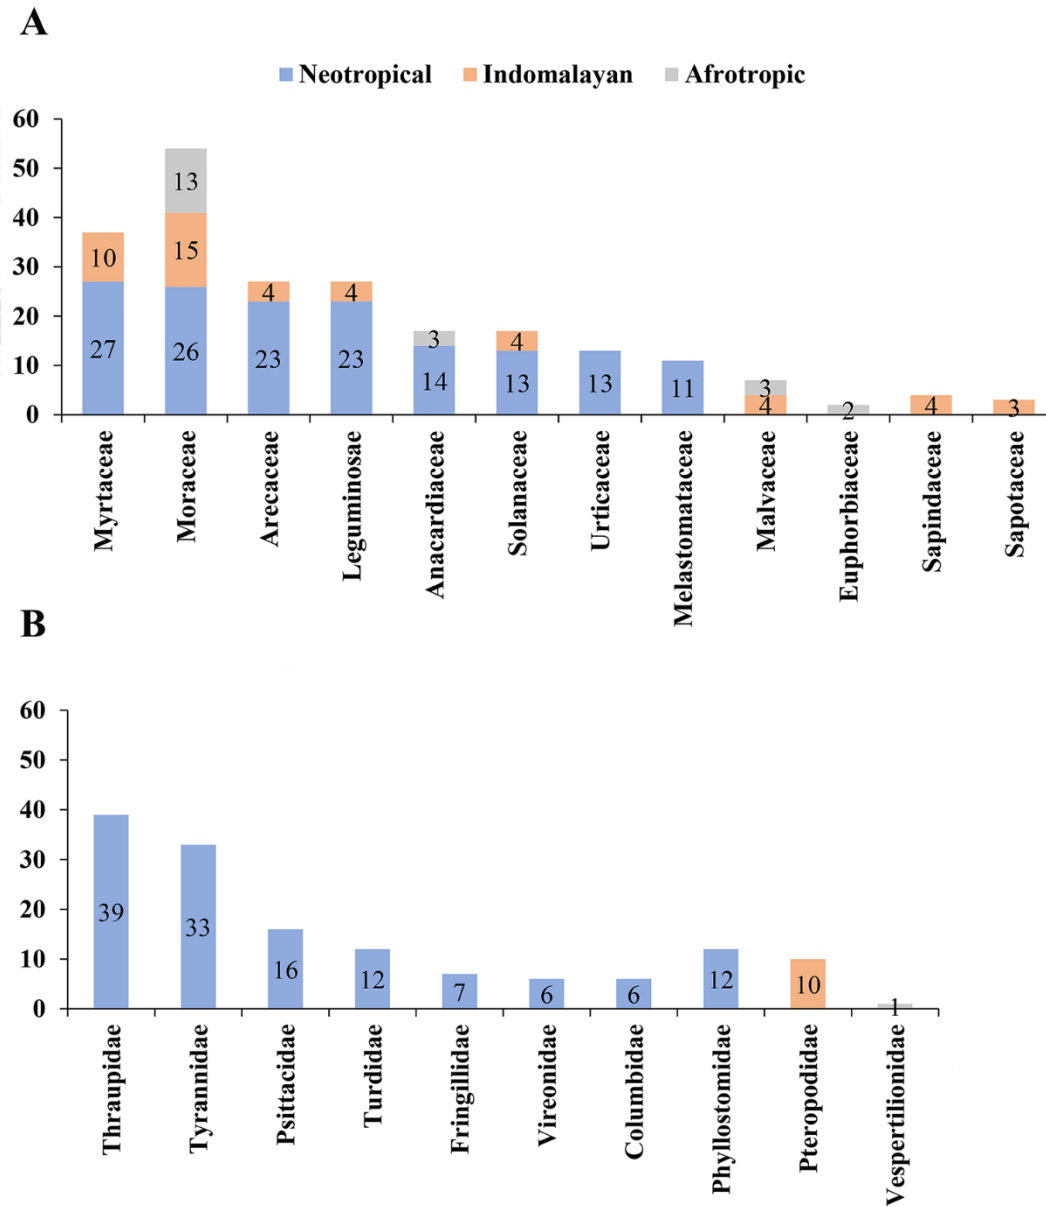 A
Neotropical Indomalayan Afrotropic
60
50
40
30
20
10
0
13
10 15
4 4
27 26 23 23 3 4
14 13 13 11
3
4 2 4 3
Myrtaceae Moraceae Arecaceae Leguminosae Anacardiaceae Solanaceae Urticaceae Melastomataceae Malvaceae Euphorbiaceae Sapindaceae Sapotaceae
B
60
50
40
30
20
10
0
39 33 16 12 7 6 6 12 10 1
Thraupidae Tyrannidae Psittacidae Turdidae Fringillidae Vireonidae Columbidae Phyllostomidae Pteropodidae Vespertilionidae